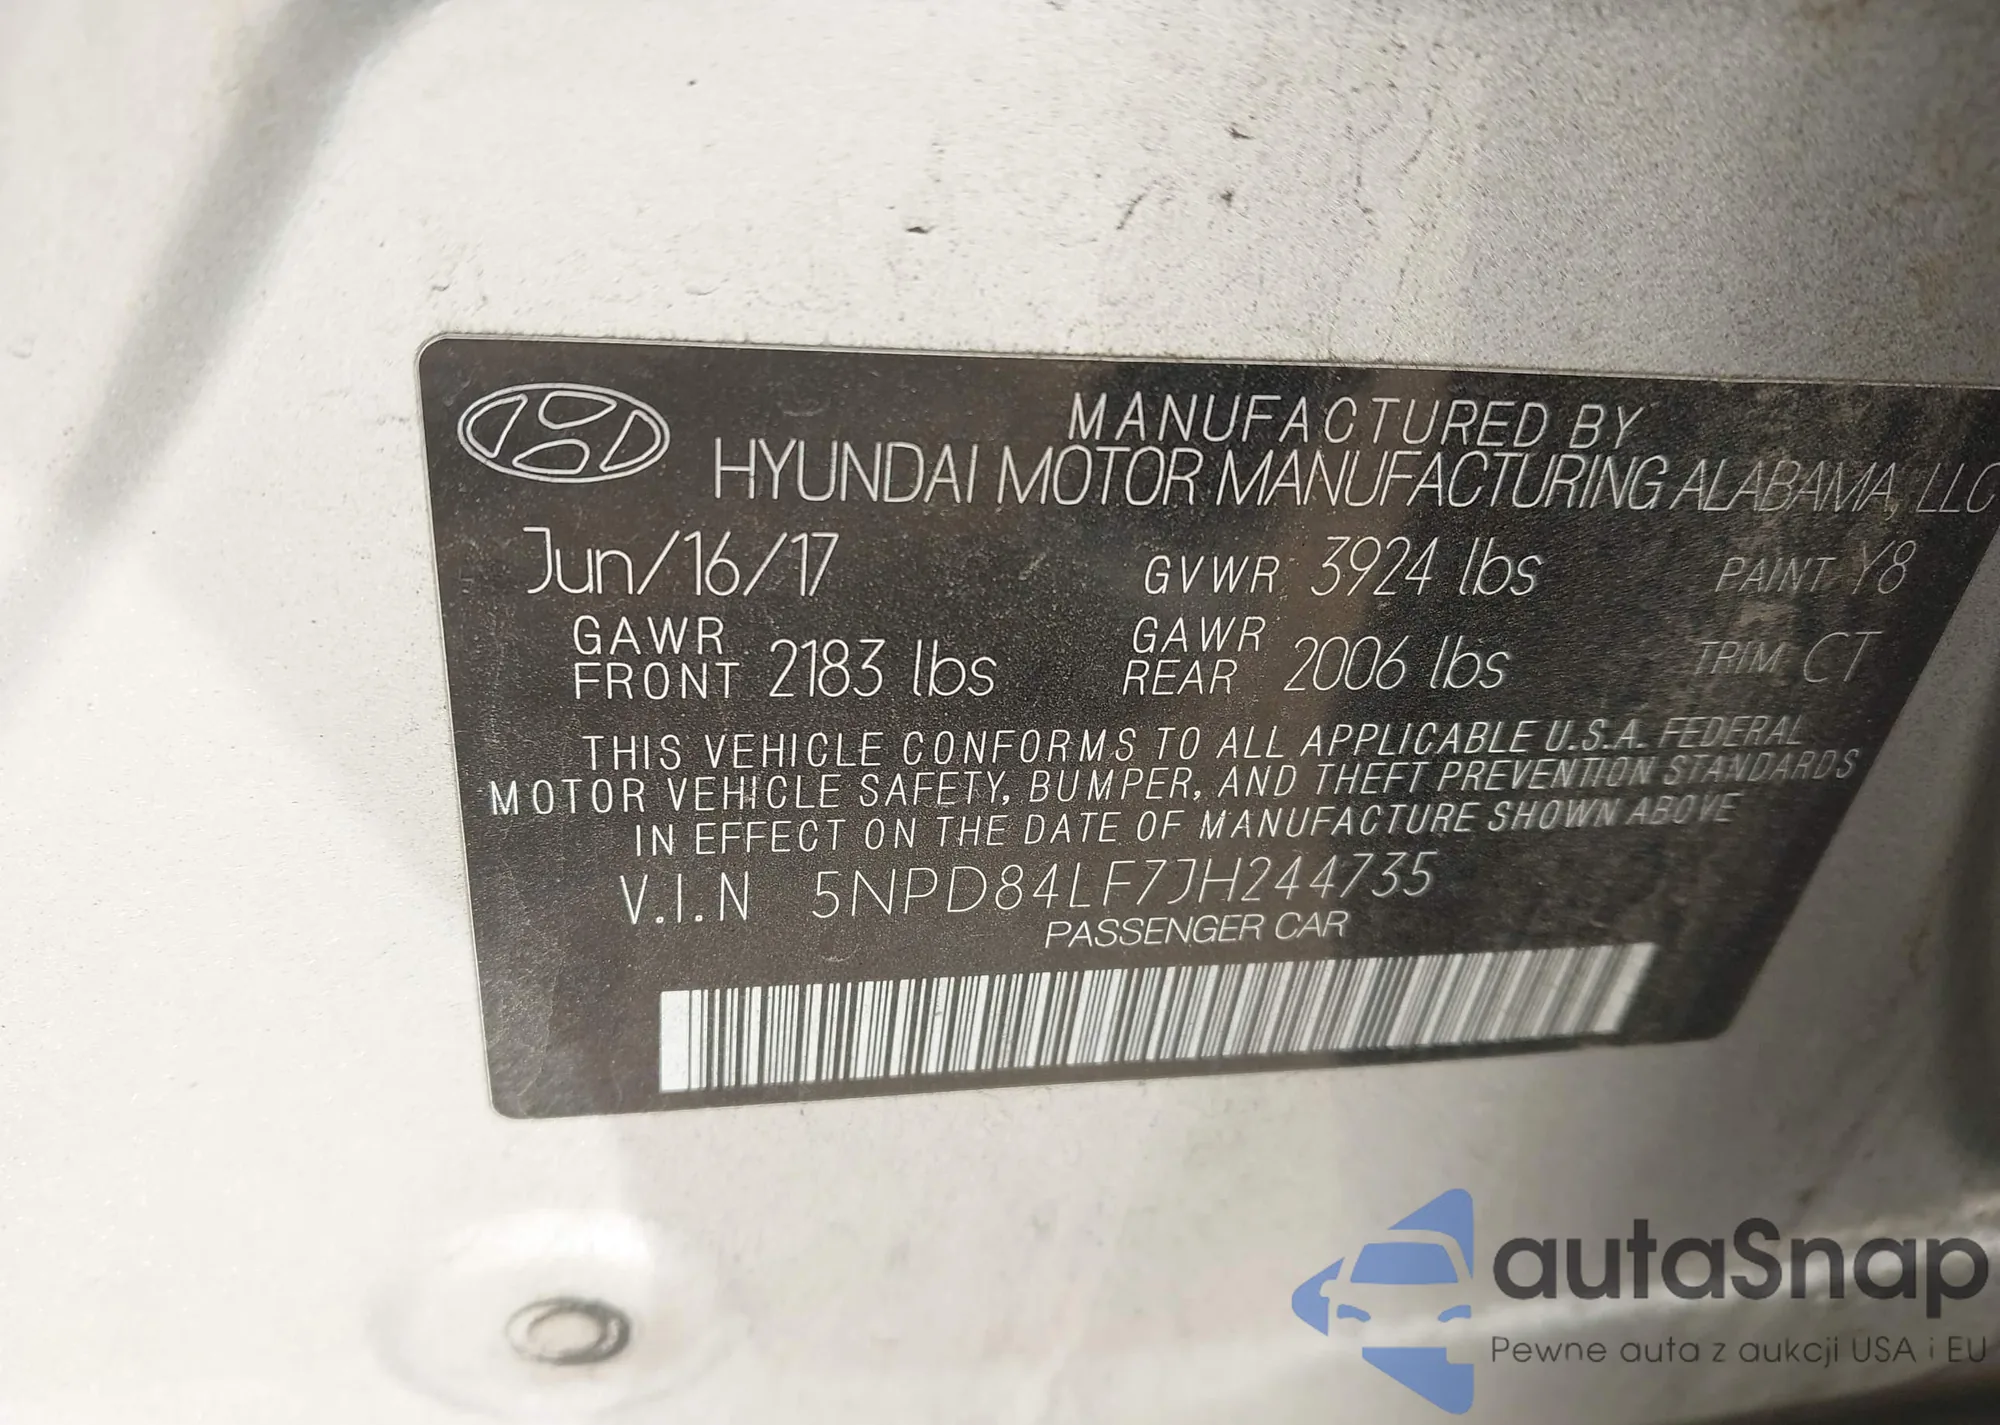 MANUFACTURED BY
HYUNDAI MOTOR MANUFACTURING ALABAMA, LLC
Jun/16/17 GVWR 3924 lbs PAINT Y8
GAWR FRONT 2183 lbs GAWR REAR 2006 lbs TRIM CT
THIS VEHICLE CONFORMS TO ALL APPLICABLE U.S.A. FEDERAL
MOTOR VEHICLE SAFETY, BUMPER, AND THEFT PREVENTION STANDARDS
IN EFFECT ON THE DATE OF MANUFACTURE SHOWN ABOVE
V.I.N 5NPD84LF7JH244735
PASSENGER CAR
autaSnap
Pewne auta z aukcji USA i EU